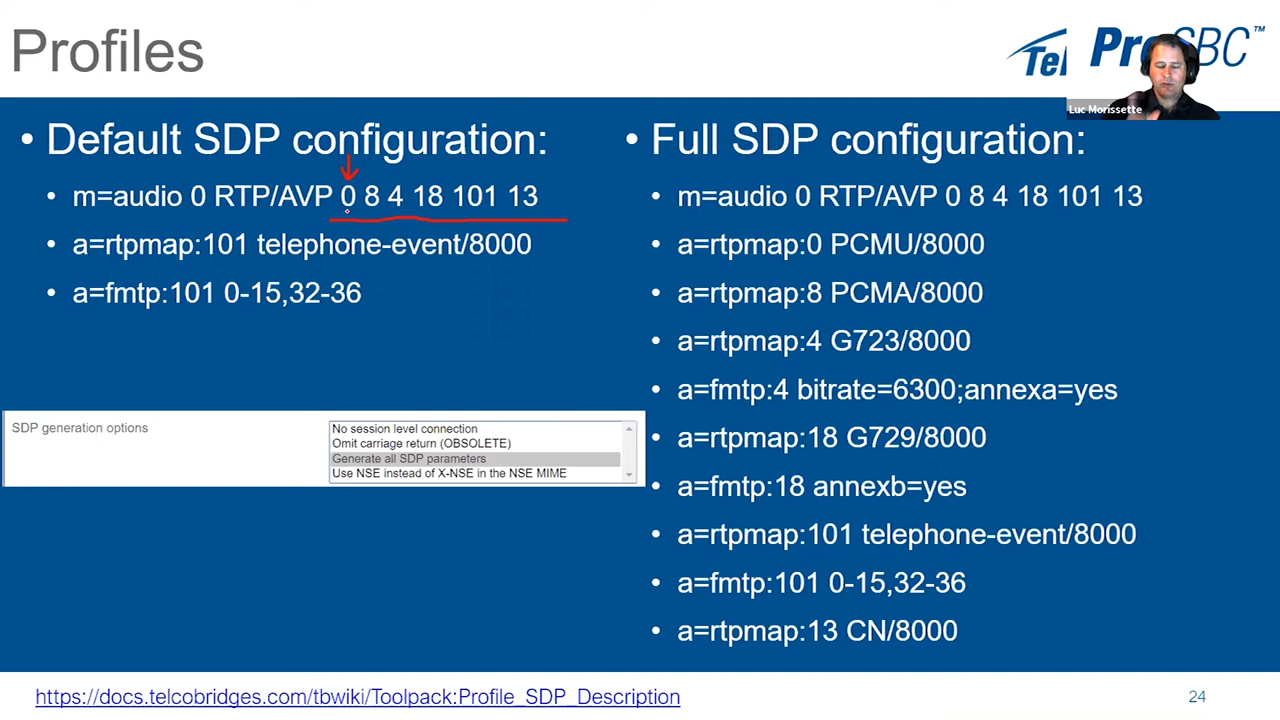 Profiles
Tel
ProSBC™
Luc Morissette
• Default SDP configuration:
• m=audio 0 RTP/AVP 0 8 4 18 101 13
• a=rtpmap:101 telephone-event/8000
• a=fmtp:101 0-15,32-36
SDP generation options
No session level connection
Omit carriage return (OBSOLETE)
Generate all SDP parameters
Use NSE instead of X-NSE in the NSE MIME
• Full SDP configuration:
• m=audio 0 RTP/AVP 0 8 4 18 101 13
• a=rtpmap:0 PCMU/8000
• a=rtpmap:8 PCMA/8000
• a=rtpmap:4 G723/8000
• a=fmtp:4 bitrate=6300;annexa=yes
• a=rtpmap:18 G729/8000
• a=fmtp:18 annexb=yes
• a=rtpmap:101 telephone-event/8000
• a=fmtp:101 0-15,32-36
• a=rtpmap:13 CN/8000
https://docs.telcobridges.com/tbwiki/Toolpack:Profile_SDP_Description
24